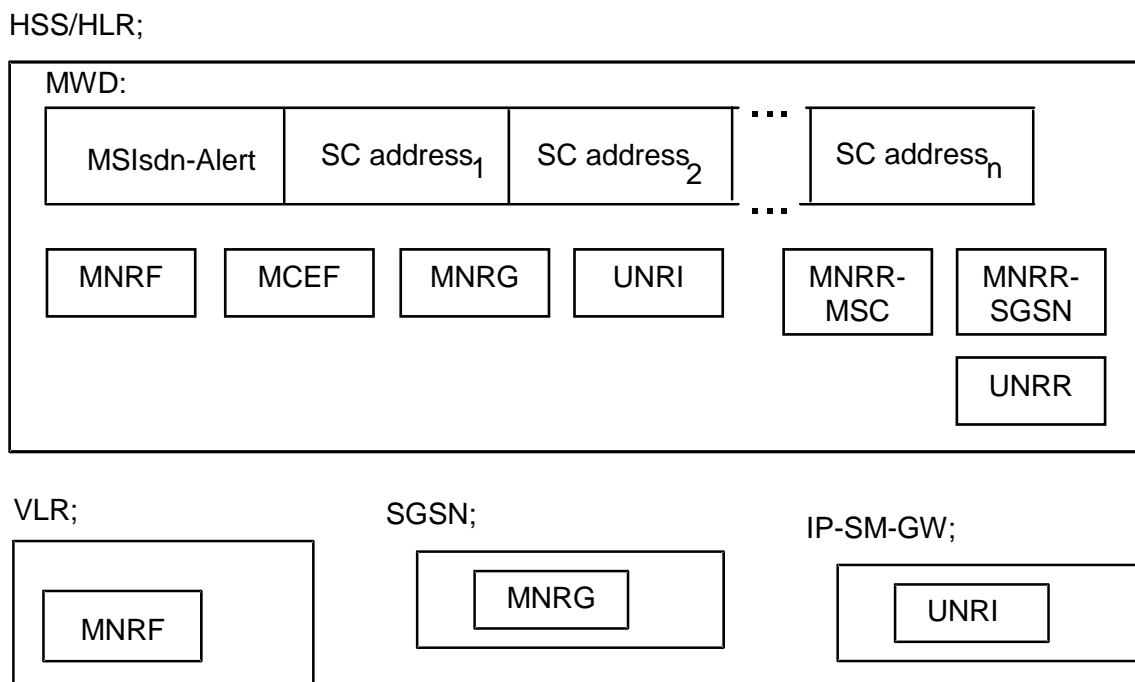 HSS/HLR;
MWD:
MSIsdn-Alert SC address1 SC address2 ... SC addressn
...
MNRF MCEF MNRG UNRI MNRR-MSC MNRR-SGSN
UNRR
VLR; SGSN; IP-SM-GW;
MNRF MNRG UNRI